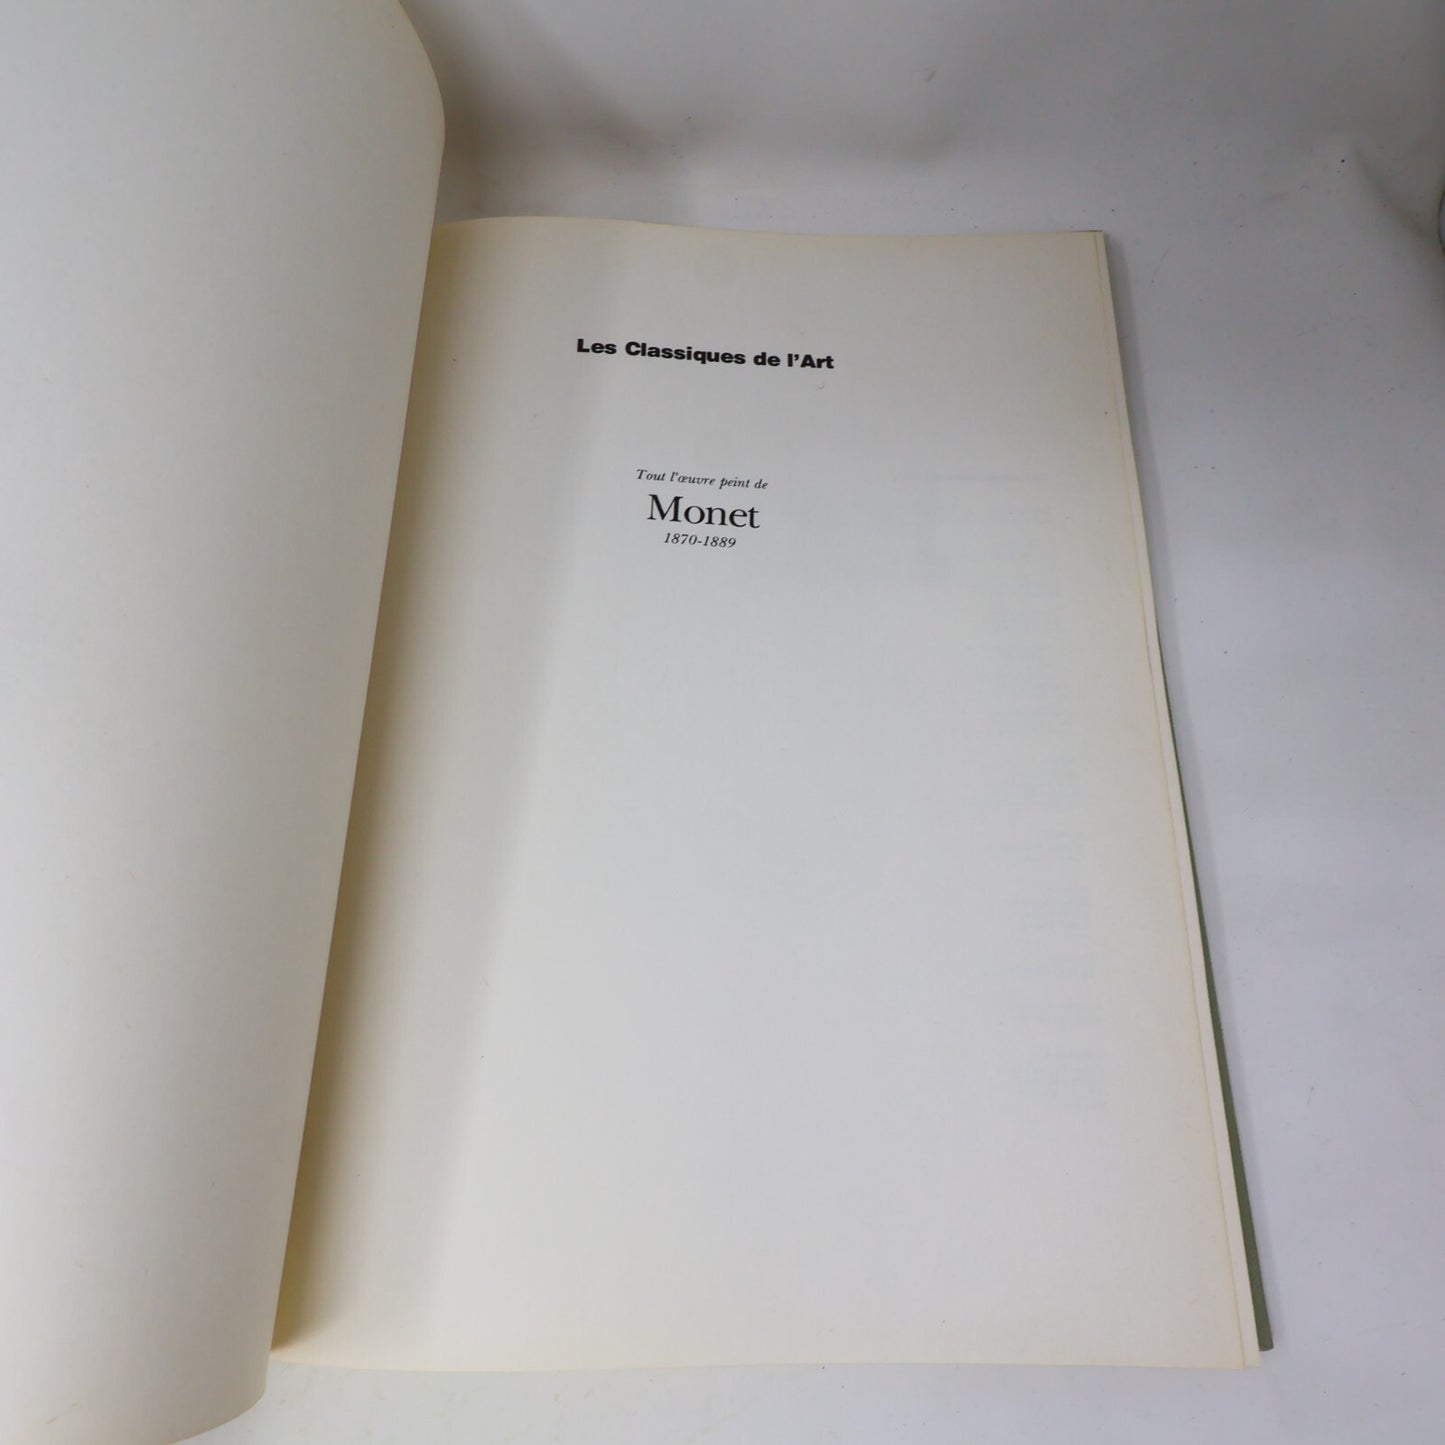 Les Classiques de l'Art
Tout l'œuvre peint de
Monet
1870-1889